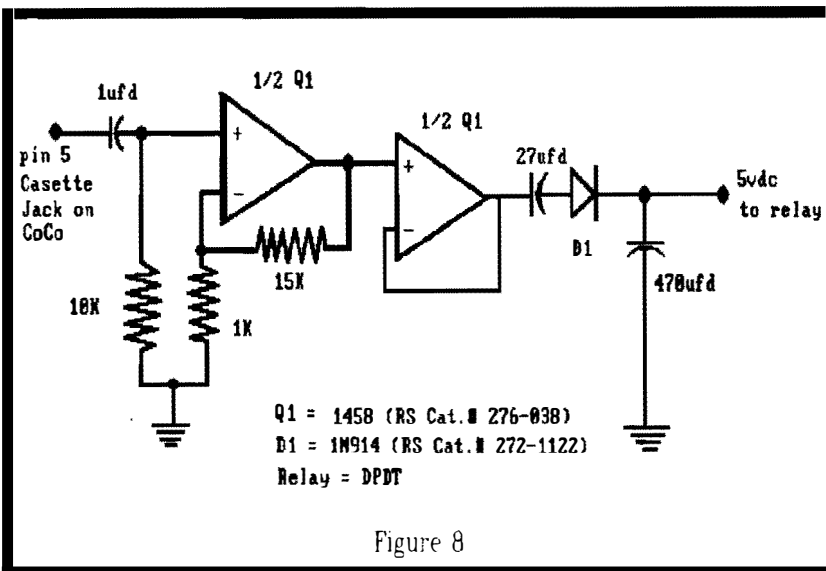 1/2 Q1
1ufd
+
-
pin 5
Casette
Jack on
CoCo
1/2 Q1
+
-
27ufd
5vdc
to relay
D1
470ufd
15K
10K
1K
Q1 = 1458 (RS Cat.# 276-038)
D1 = 1N914 (RS Cat.# 272-1122)
Relay = DPDT
Figure 8